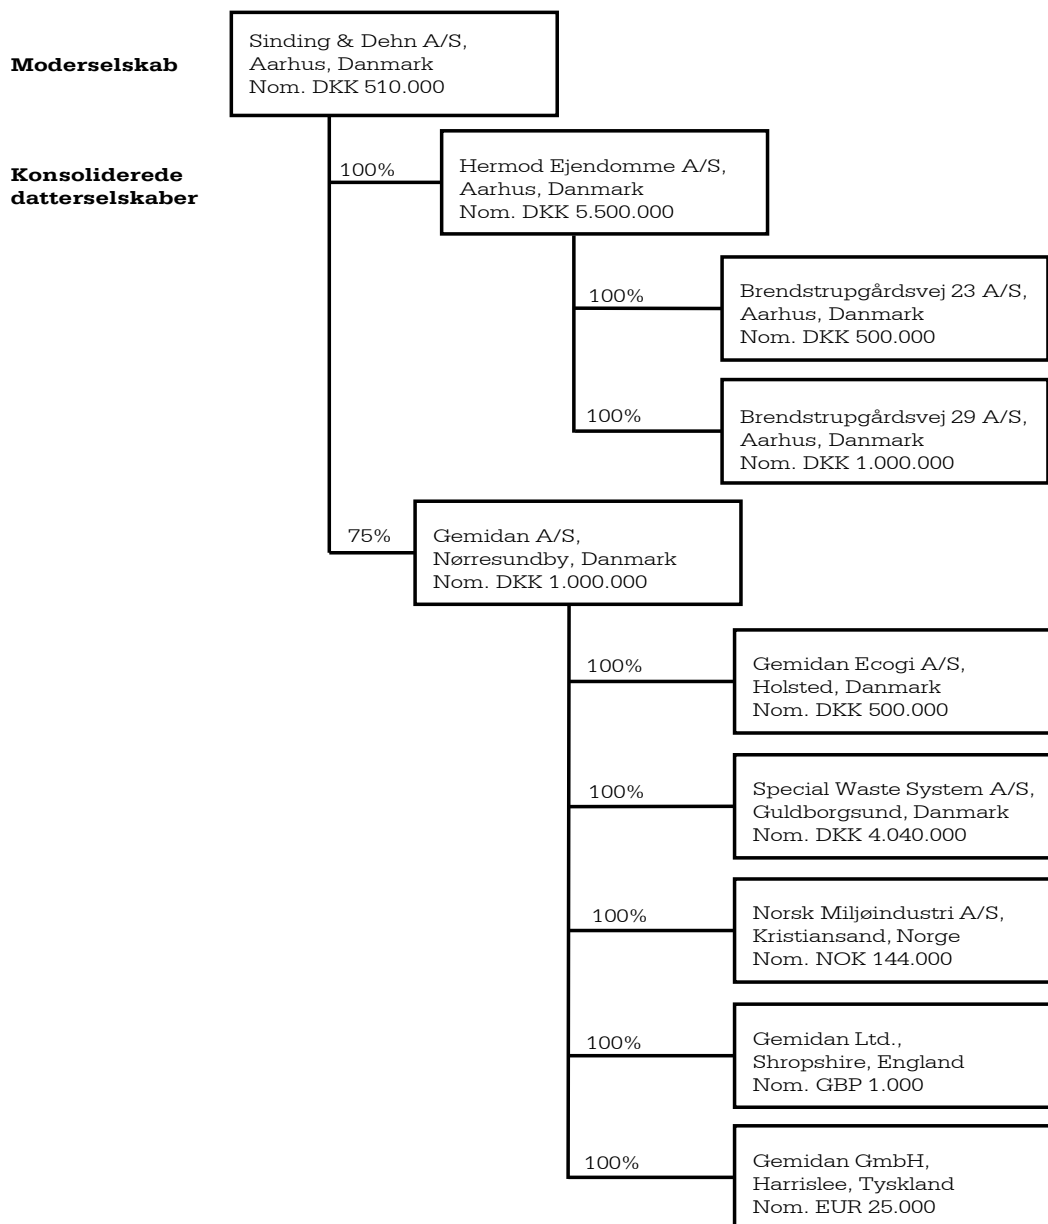 Moderselskab
Sinding & Dehn A/S,
Aarhus, Danmark
Nom. DKK 510.000
Konsoliderede
datterselskaber
100%
Hermod Ejendomme A/S,
Aarhus, Danmark
Nom. DKK 5.500.000
100%
Brendstrupgårdsvej 23 A/S,
Aarhus, Danmark
Nom. DKK 500.000
100%
Brendstrupgårdsvej 29 A/S,
Aarhus, Danmark
Nom. DKK 1.000.000
75%
Gemidan A/S,
Nørresundby, Danmark
Nom. DKK 1.000.000
100%
Gemidan Ecogi A/S,
Holsted, Danmark
Nom. DKK 500.000
100%
Special Waste System A/S,
Guldborgsund, Danmark
Nom. DKK 4.040.000
100%
Norsk Miljøindustri A/S,
Kristiansand, Norge
Nom. NOK 144.000
100%
Gemidan Ltd.,
Shropshire, England
Nom. GBP 1.000
100%
Gemidan GmbH,
Harrislee, Tyskland
Nom. EUR 25.000